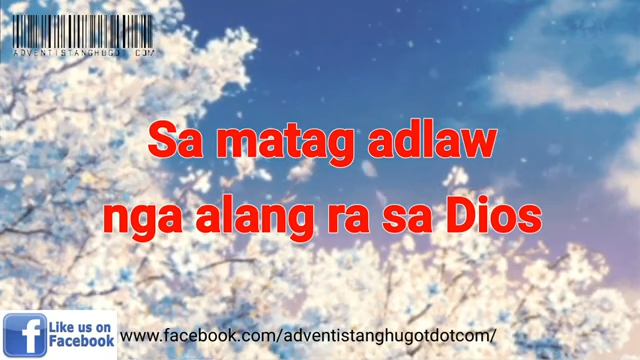 ADVENTISTANGHUGOT COM
Sa matag adlaw
nga alang ra sa Dios
f Like us on
Facebook
www.facebook.com/adventistanghugotdotcom/